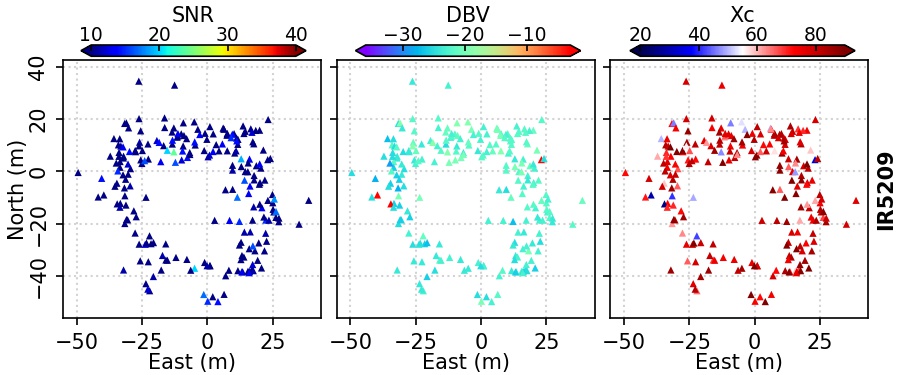 SNR DBV Xc
10 20 30 40 −30 −20 −10 20 40 60 80
40
20
0
−20
−40
North (m)
IR5209
−50 −25 0 25 −50 −25 0 25 −50 −25 0 25
East (m) East (m) East (m)